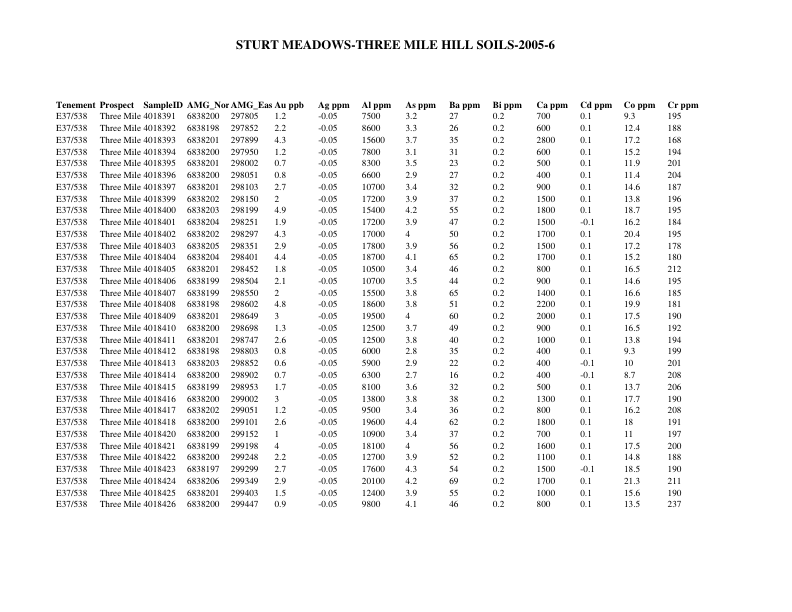 STURT MEADOWS-THREE MILE HILL SOILS-2005-6
Tenement Prospect SampleID AMG_Nor AMG_Eas Au ppb Ag ppm Al ppm As ppm Ba ppm Bi ppm Ca ppm Cd ppm Co ppm Cr ppm
E37/538 Three Mile 4018391 6838200 297805 1.2 -0.05 7500 3.2 27 0.2 700 0.1 9.3 195
E37/538 Three Mile 4018392 6838198 297852 2.2 -0.05 8600 3.3 26 0.2 600 0.1 12.4 188
E37/538 Three Mile 4018393 6838201 297899 4.3 -0.05 15600 3.7 35 0.2 2800 0.1 17.2 168
E37/538 Three Mile 4018394 6838200 297950 1.2 -0.05 7800 3.1 31 0.2 600 0.1 15.2 194
E37/538 Three Mile 4018395 6838201 298002 0.7 -0.05 8300 3.5 23 0.2 500 0.1 11.9 201
E37/538 Three Mile 4018396 6838200 298051 0.8 -0.05 6600 2.9 27 0.2 400 0.1 11.4 204
E37/538 Three Mile 4018397 6838201 298103 2.7 -0.05 10700 3.4 32 0.2 900 0.1 14.6 187
E37/538 Three Mile 4018399 6838202 298150 2 -0.05 17200 3.9 37 0.2 1500 0.1 13.8 196
E37/538 Three Mile 4018400 6838203 298199 4.9 -0.05 15400 4.2 55 0.2 1800 0.1 18.7 195
E37/538 Three Mile 4018401 6838204 298251 1.9 -0.05 17200 3.9 47 0.2 1500 -0.1 16.2 184
E37/538 Three Mile 4018402 6838202 298297 4.3 -0.05 17000 4 50 0.2 1700 0.1 20.4 195
E37/538 Three Mile 4018403 6838205 298351 2.9 -0.05 17800 3.9 56 0.2 1500 0.1 17.2 178
E37/538 Three Mile 4018404 6838204 298401 4.4 -0.05 18700 4.1 65 0.2 1700 0.1 15.2 180
E37/538 Three Mile 4018405 6838201 298452 1.8 -0.05 10500 3.4 46 0.2 800 0.1 16.5 212
E37/538 Three Mile 4018406 6838199 298504 2.1 -0.05 10700 3.5 44 0.2 900 0.1 14.6 195
E37/538 Three Mile 4018407 6838199 298550 2 -0.05 15500 3.8 65 0.2 1400 0.1 16.6 185
E37/538 Three Mile 4018408 6838198 298602 4.8 -0.05 18600 3.8 51 0.2 2200 0.1 19.9 181
E37/538 Three Mile 4018409 6838201 298649 3 -0.05 19500 4 60 0.2 2000 0.1 17.5 190
E37/538 Three Mile 4018410 6838200 298698 1.3 -0.05 12500 3.7 49 0.2 900 0.1 16.5 192
E37/538 Three Mile 4018411 6838201 298747 2.6 -0.05 12500 3.8 40 0.2 1000 0.1 13.8 194
E37/538 Three Mile 4018412 6838198 298803 0.8 -0.05 6000 2.8 35 0.2 400 0.1 9.3 199
E37/538 Three Mile 4018413 6838203 298852 0.6 -0.05 5900 2.9 22 0.2 400 -0.1 10 201
E37/538 Three Mile 4018414 6838200 298902 0.7 -0.05 6300 2.7 16 0.2 400 -0.1 8.7 208
E37/538 Three Mile 4018415 6838199 298953 1.7 -0.05 8100 3.6 32 0.2 500 0.1 13.7 206
E37/538 Three Mile 4018416 6838200 299002 3 -0.05 13800 3.8 38 0.2 1300 0.1 17.7 190
E37/538 Three Mile 4018417 6838202 299051 1.2 -0.05 9500 3.4 36 0.2 800 0.1 16.2 208
E37/538 Three Mile 4018418 6838200 299101 2.6 -0.05 19600 4.4 62 0.2 1800 0.1 18 191
E37/538 Three Mile 4018420 6838200 299152 1 -0.05 10900 3.4 37 0.2 700 0.1 11 197
E37/538 Three Mile 4018421 6838199 299198 4 -0.05 18100 4 56 0.2 1600 0.1 17.5 200
E37/538 Three Mile 4018422 6838200 299248 2.2 -0.05 12700 3.9 52 0.2 1100 0.1 14.8 188
E37/538 Three Mile 4018423 6838197 299299 2.7 -0.05 17600 4.3 54 0.2 1500 -0.1 18.5 190
E37/538 Three Mile 4018424 6838206 299349 2.9 -0.05 20100 4.2 69 0.2 1700 0.1 21.3 211
E37/538 Three Mile 4018425 6838201 299403 1.5 -0.05 12400 3.9 55 0.2 1000 0.1 15.6 190
E37/538 Three Mile 4018426 6838200 299447 0.9 -0.05 9800 4.1 46 0.2 800 0.1 13.5 237